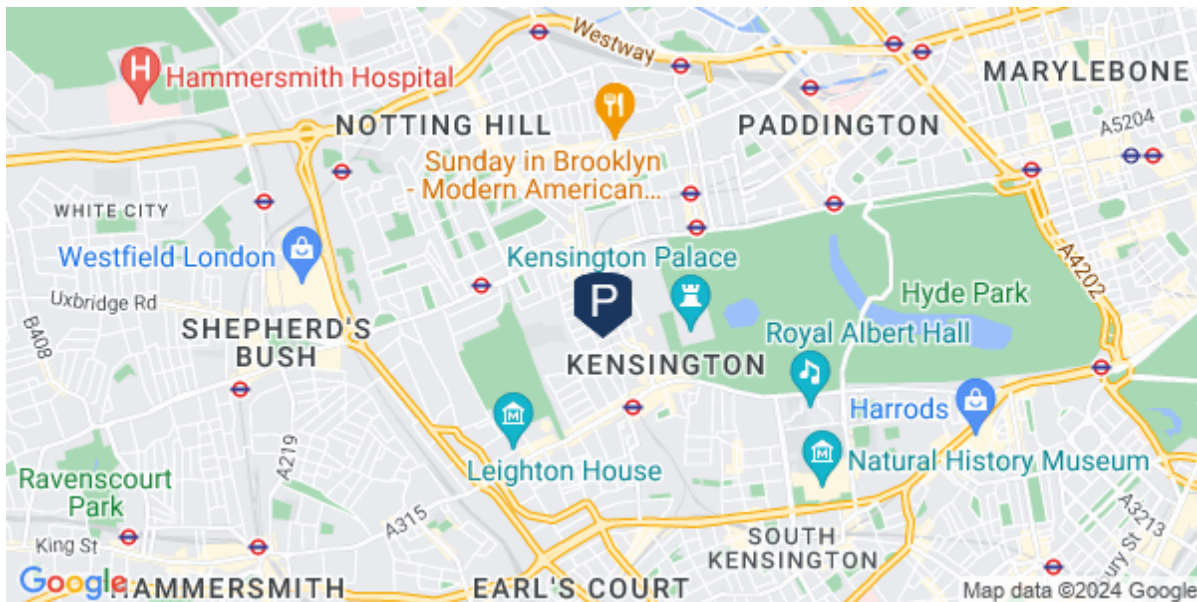 Westway
MARYLEBONE
H
Hammersmith Hospital
A5204
NOTTING HILL
PADDINGTON
Sunday in Brooklyn
- Modern American...
WHITE CITY
Westfield London
Kensington Palace
A4202
Uxbridge Rd
P
Hyde Park
B408
SHEPHERD'S
BUSH
Royal Albert Hall
KENSINGTON
Harrods
M
Leighton House
M
Natural History Museum
A219
Ravenscourt
Park
A315
A3213
King St
SOUTH
KENSINGTON
ury St
Google
HAMMERSMITH
EARL'S COURT
Map data ©2024 Google